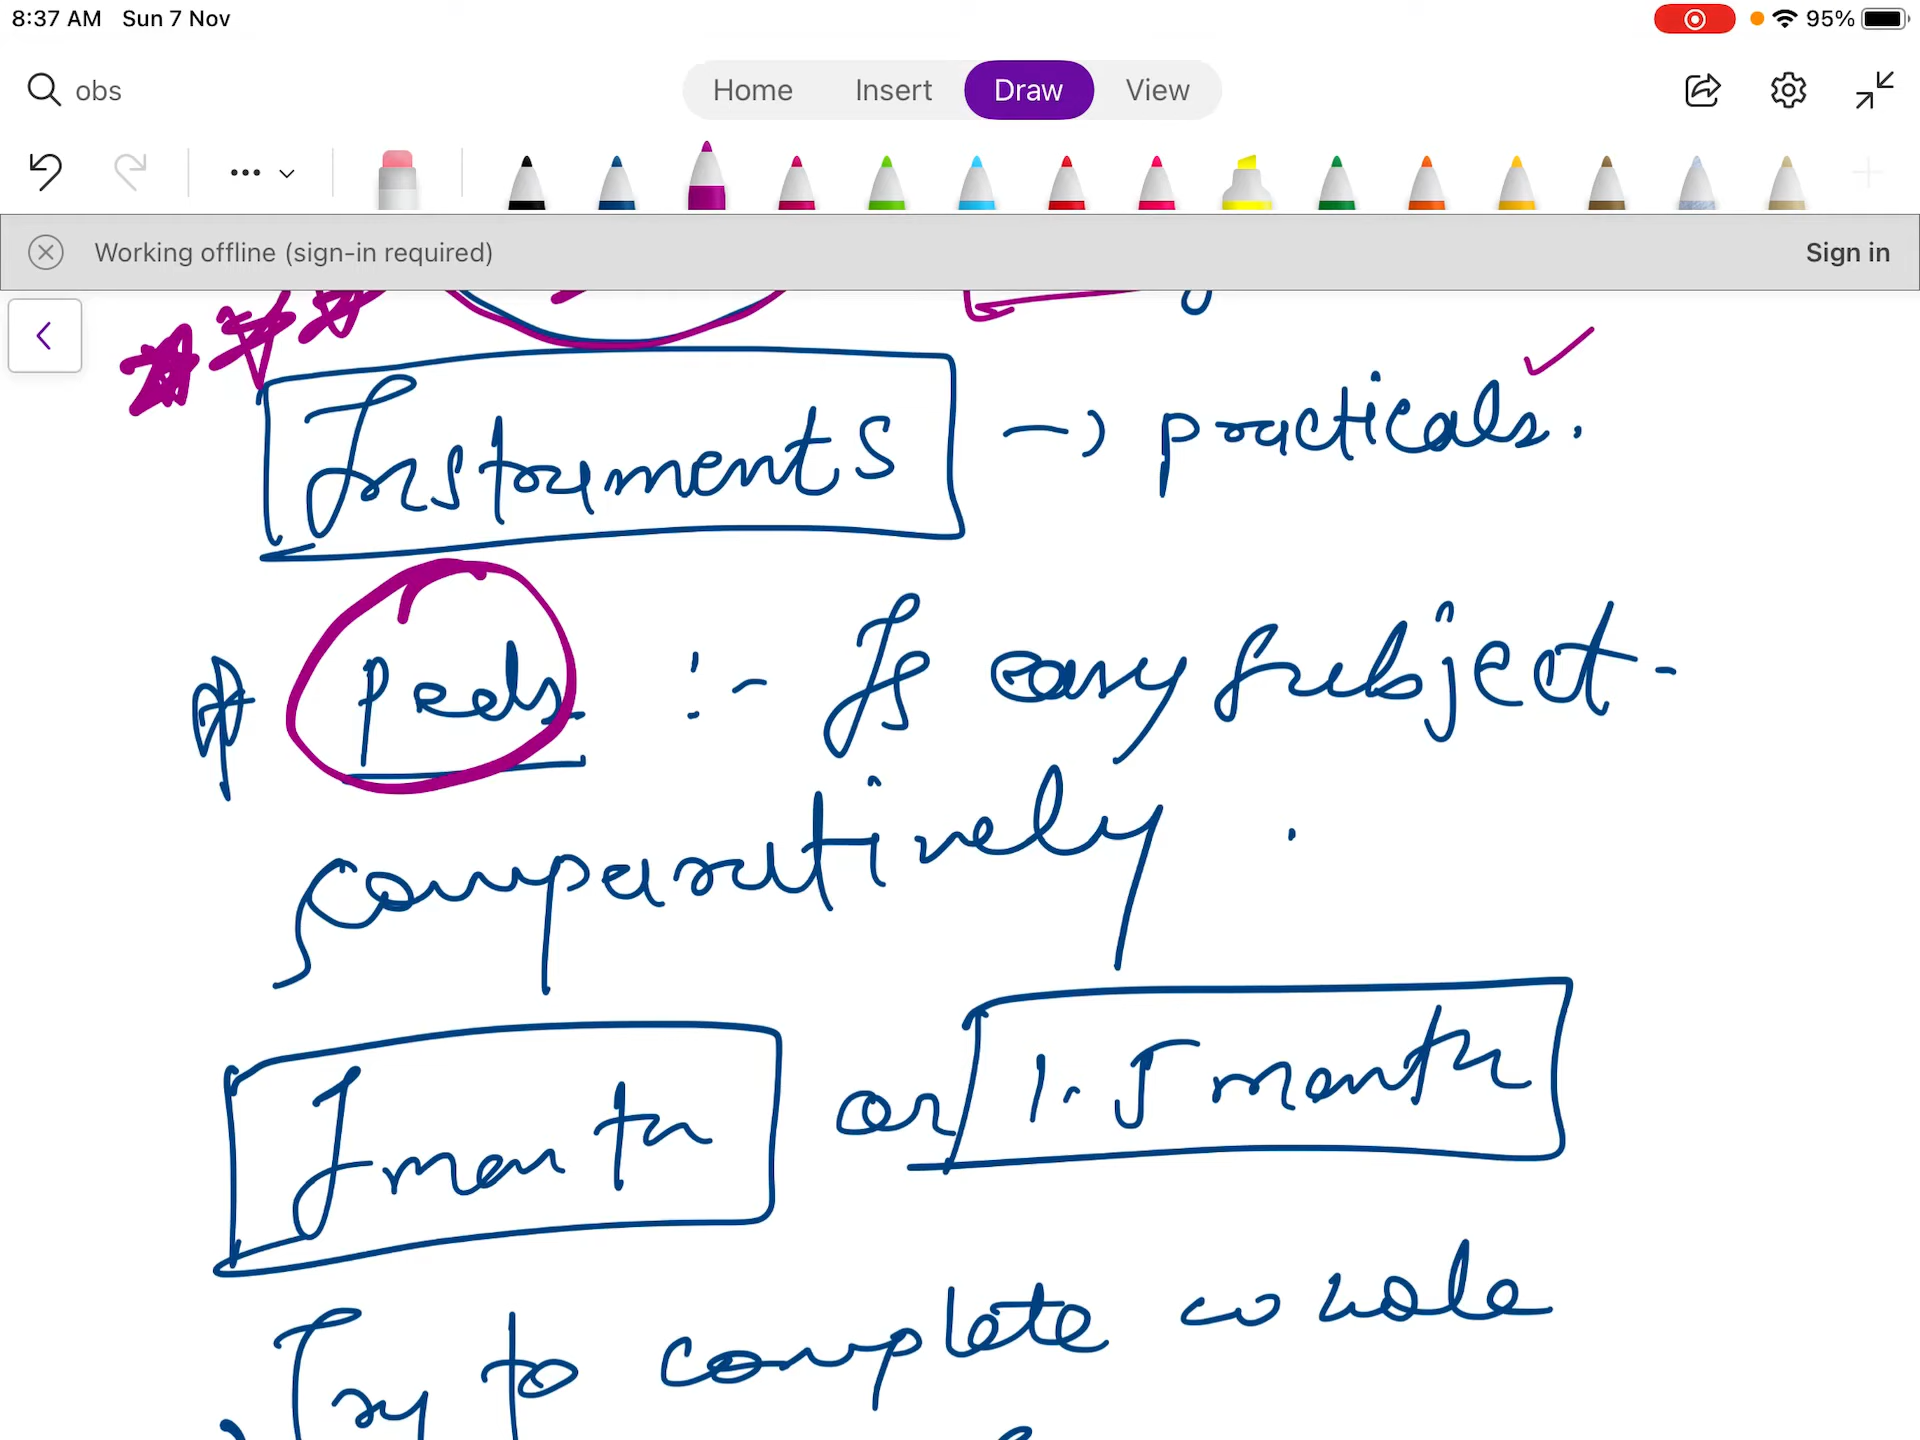 8:37 AM Sun 7 Nov 95%
obs Home Insert Draw View
Working offline (sign-in required) Sign in
Instruments → practicals.
Peds :- Is easy subject-
comparatively.
1 month or 1.5 month
Try to complete whole